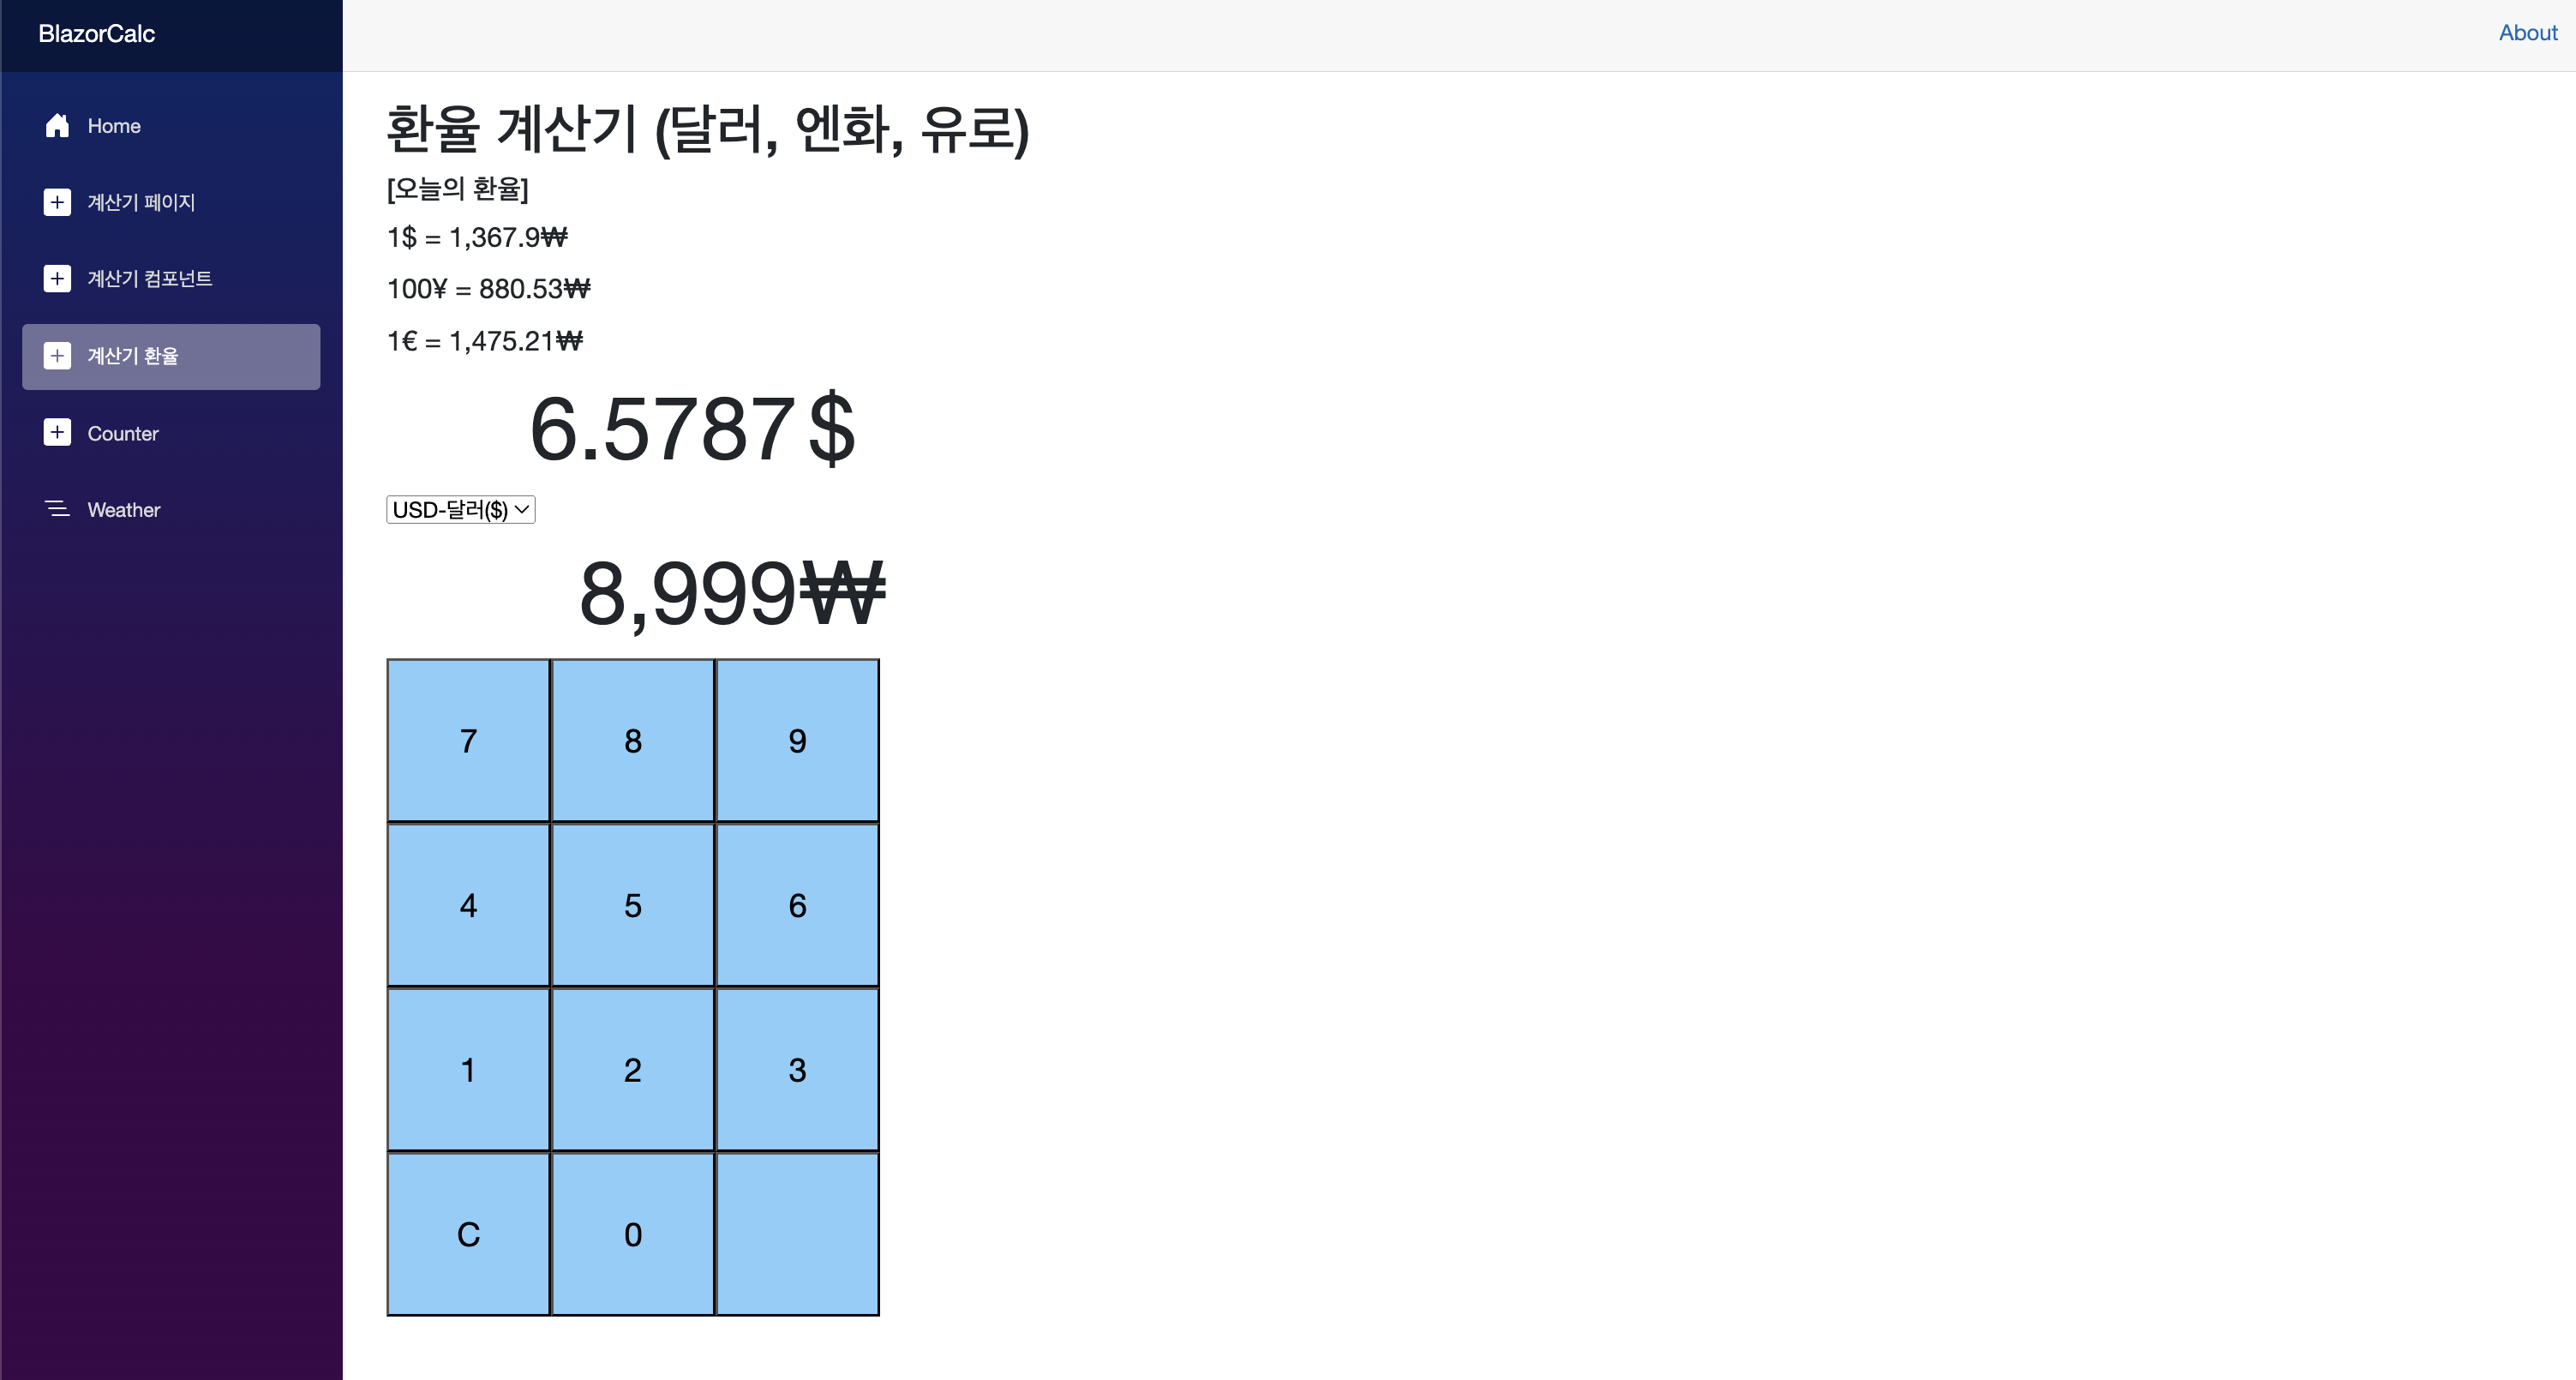 BlazorCalc
About
Home
계산기 페이지
계산기 컴포넌트
계산기 환율
Counter
Weather
환율 계산기 (달러, 엔화, 유로)
[오늘의 환율]
1$ = 1,367.9₩
100¥ = 880.53₩
1€ = 1,475.21₩
6.5787$
USD-달러($)
8,999₩
7 8 9
4 5 6
1 2 3
C 0